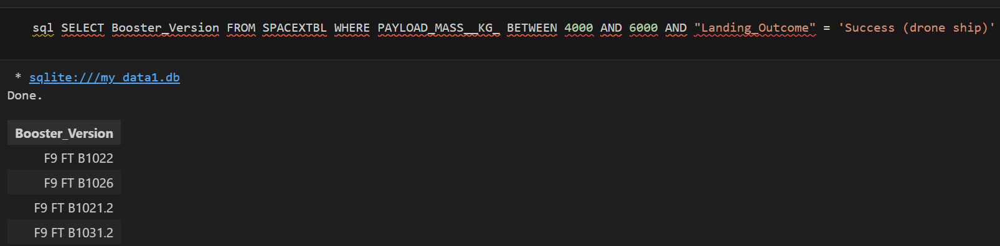 sql SELECT Booster_Version FROM SPACEXTBL WHERE PAYLOAD_MASS__KG_ BETWEEN 4000 AND 6000 AND "Landing_Outcome" = 'Success (drone ship)'
* sqlite:///my_data1.db
Done.
Booster_Version
F9 FT B1022
F9 FT B1026
F9 FT B1021.2
F9 FT B1031.2